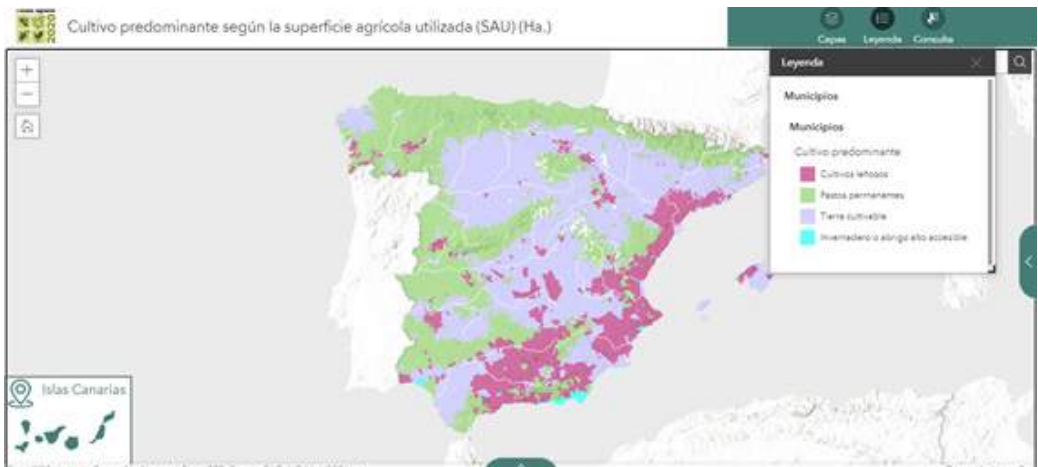 2020
Cultivo predominante según la superficie agrícola utilizada (SAU) (Ha.)
Capas
Leyenda
Consulta
Leyenda
Municipios
Municipios
Cultivo predominante
Cultivos leñosos
Pastos permanentes
Tierra cultivable
Invernadero o abrigo alto accesible
Islas Canarias